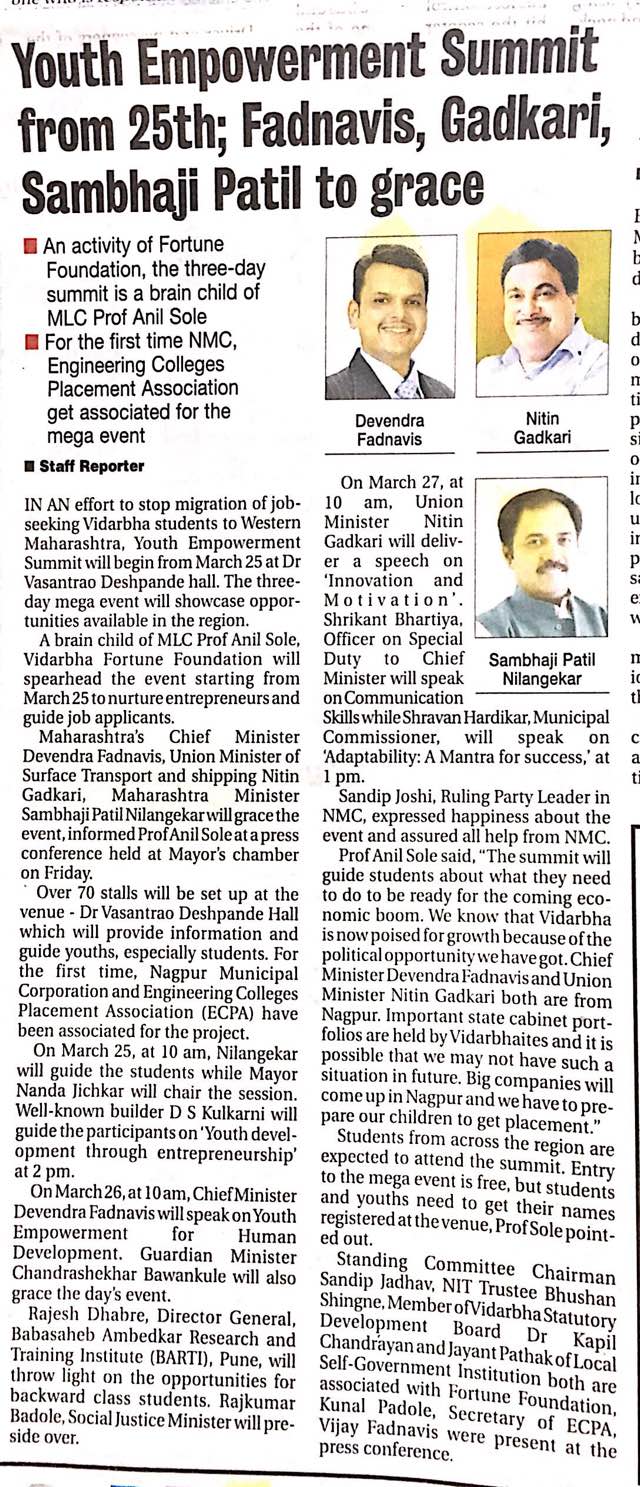 Youth Empowerment Summit
from 25th; Fadnavis, Gadkari,
Sambhaji Patil to grace
An activity of Fortune
Foundation, the three-day
summit is a brain child of
MLC Prof Anil Sole
For the first time NMC,
Engineering Colleges
Placement Association
get associated for the
mega event
Staff Reporter
IN AN effort to stop migration of job-
seeking Vidarbha students to Western
Maharashtra, Youth Empowerment
Summit will begin from March 25 at Dr
Vasantrao Deshpande hall. The three-
day mega event will showcase oppor-
tunities available in the region.
A brain child of MLC Prof Anil Sole,
Vidarbha Fortune Foundation will
spearhead the event starting from
March 25 to nurture entrepreneurs and
guide job applicants.
Maharashtra's Chief Minister
Devendra Fadnavis, Union Minister of
Surface Transport and shipping Nitin
Gadkari, Maharashtra Minister
Sambhaji Patil Nilangekar will grace the
event, informed Prof Anil Sole at a press
conference held at Mayor's chamber
on Friday.
Over 70 stalls will be set up at the
venue - Dr Vasantrao Deshpande Hall
which will provide information and
guide youths, especially students. For
the first time, Nagpur Municipal
Corporation and Engineering Colleges
Placement Association (ECPA) have
been associated for the project.
On March 25, at 10 am, Nilangekar
will guide the students while Mayor
Nanda Jichkar will chair the session.
Well-known builder D S Kulkarni will
guide the participants on 'Youth devel-
opment through entrepreneurship'
at 2 pm.
On March 26, at 10 am, Chief Minister
Devendra Fadnavis will speak on Youth
Empowerment for Human
Development. Guardian Minister
Chandrashekhar Bawankule will also
grace the day's event.
Rajesh Dhabre, Director General,
Babasaheb Ambedkar Research and
Training Institute (BARTI), Pune, will
throw light on the opportunities for
backward class students. Rajkumar
Badole, Social Justice Minister will pre-
side over.
Devendra
Fadnavis
Nitin
Gadkari
On March 27, at
10 am, Union
Minister Nitin
Gadkari will deliv-
er a speech on
'Innovation and
Motivation'.
Shrikant Bhartiya,
Officer on Special
Duty to Chief
Minister will speak
on Communication
Sambhaji Patil
Nilangekar
Skills while Shravan Hardikar, Municipal
Commissioner, will speak on
'Adaptability: A Mantra for success,' at
1 pm.
Sandip Joshi, Ruling Party Leader in
NMC, expressed happiness about the
event and assured all help from NMC.
Prof Anil Sole said, "The summit will
guide students about what they need
to do to be ready for the coming eco-
nomic boom. We know that Vidarbha
is now poised for growth because of the
political opportunity we have got. Chief
Minister Devendra Fadnavis and Union
Minister Nitin Gadkari both are from
Nagpur. Important state cabinet port-
folios are held by Vidarbhaites and it is
possible that we may not have such a
situation in future. Big companies will
come up in Nagpur and we have to pre-
pare our children to get placement."
Students from across the region are
expected to attend the summit. Entry
to the mega event is free, but students
and youths need to get their names
registered at the venue, Prof Sole point-
ed out.
Standing Committee Chairman
Sandip Jadhav, NIT Trustee Bhushan
Shingne, Member of Vidarbha Statutory
Development Board Dr Kapil
Chandrayan and Jayant Pathak of Local
Self-Government Institution both are
associated with Fortune Foundation,
Kunal Padole, Secretary of ECPA,
Vijay Fadnavis were present at the
press conference.